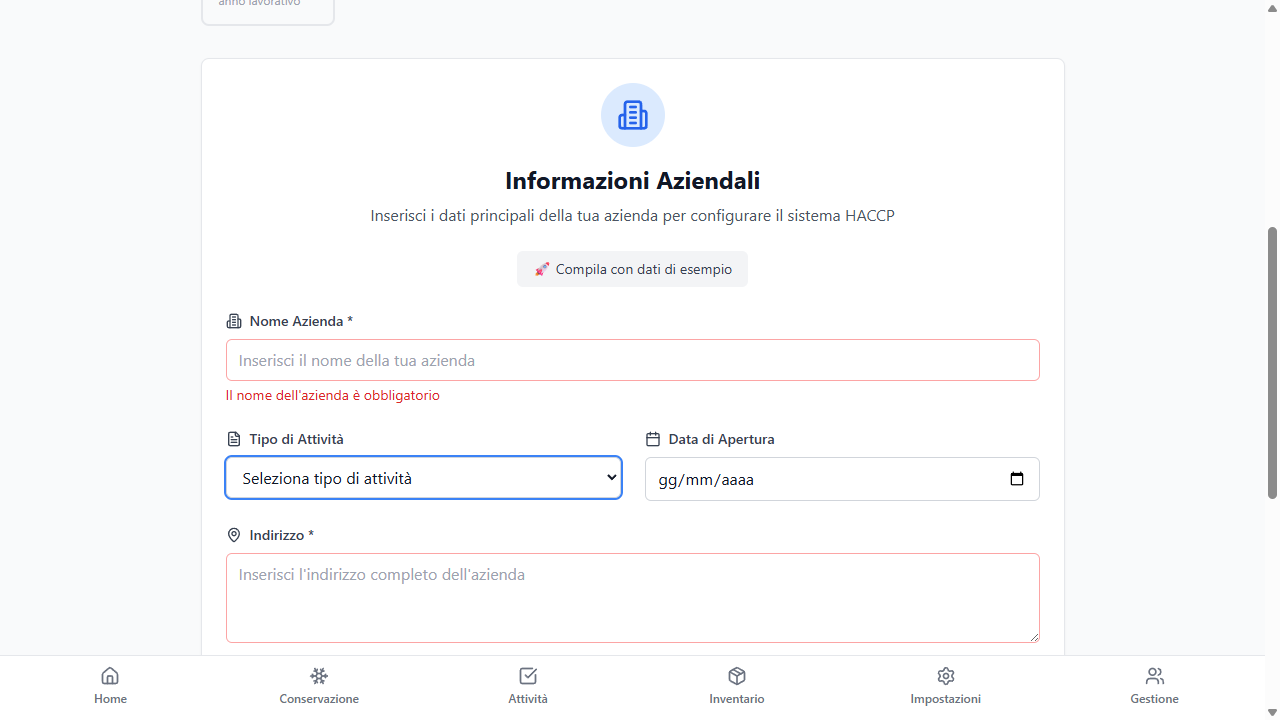 anno lavorativo
Informazioni Aziendali
Inserisci i dati principali della tua azienda per configurare il sistema HACCP
🚀 Compila con dati di esempio
Nome Azienda *
Inserisci il nome della tua azienda
Il nome dell'azienda è obbligatorio
Tipo di Attività
Data di Apertura
Seleziona tipo di attività
gg/mm/aaaa
Indirizzo *
Inserisci l'indirizzo completo dell'azienda
Home
Conservazione
Attività
Inventario
Impostazioni
Gestione